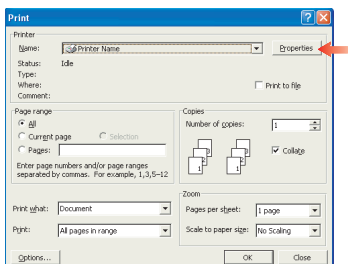 Print
Printer
Name: Printer Name Properties
Status: Idle
Type:
Where: Print to file
Comment:
Page range
All
Current page Selection
Pages:
Enter page numbers and/or page ranges
separated by commas. For example, 1,3,5–12
Copies
Number of copies: 1
Collate
Print what: Document
Print: All pages in range
Zoom
Pages per sheet: 1 page
Scale to paper size: No Scaling
Options... OK Close